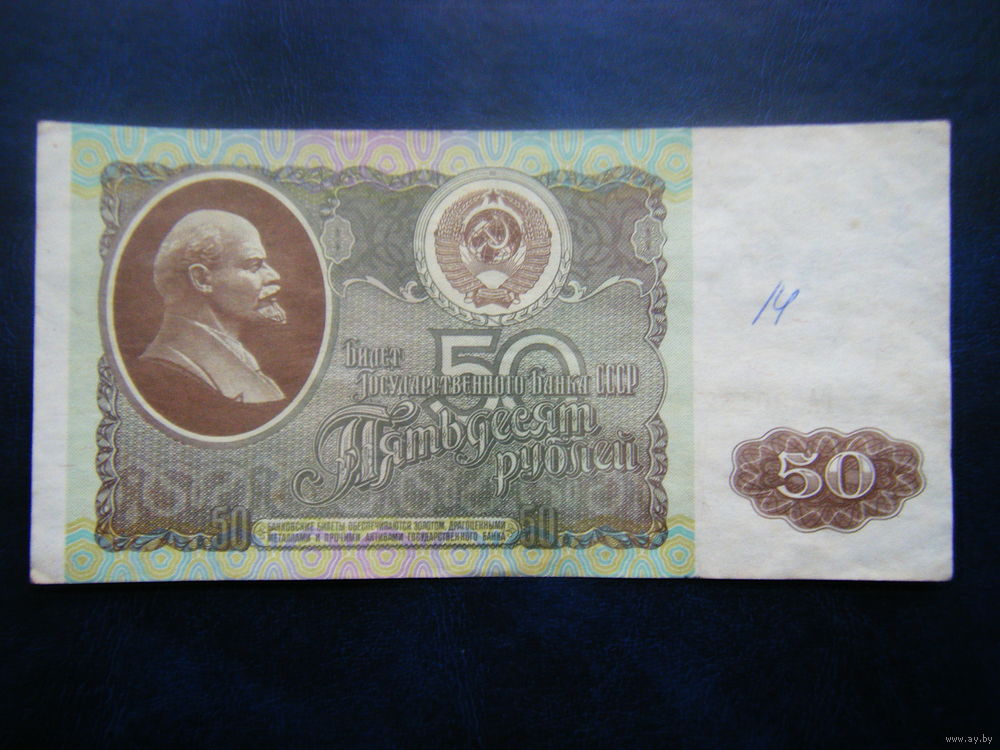 14
Билет
Государственного Банка СССР
50
Пятьдесят
рублей
50
50
БАНКОВСКИЕ БИЛЕТЫ ОБЕСПЕЧИВАЮТСЯ ЗОЛОТОМ, ДРАГОЦЕННЫМИ
МЕТАЛЛАМИ И ПРОЧИМИ АКТИВАМИ ГОСУДАРСТВЕННОГО БАНКА
50
www.ay.by